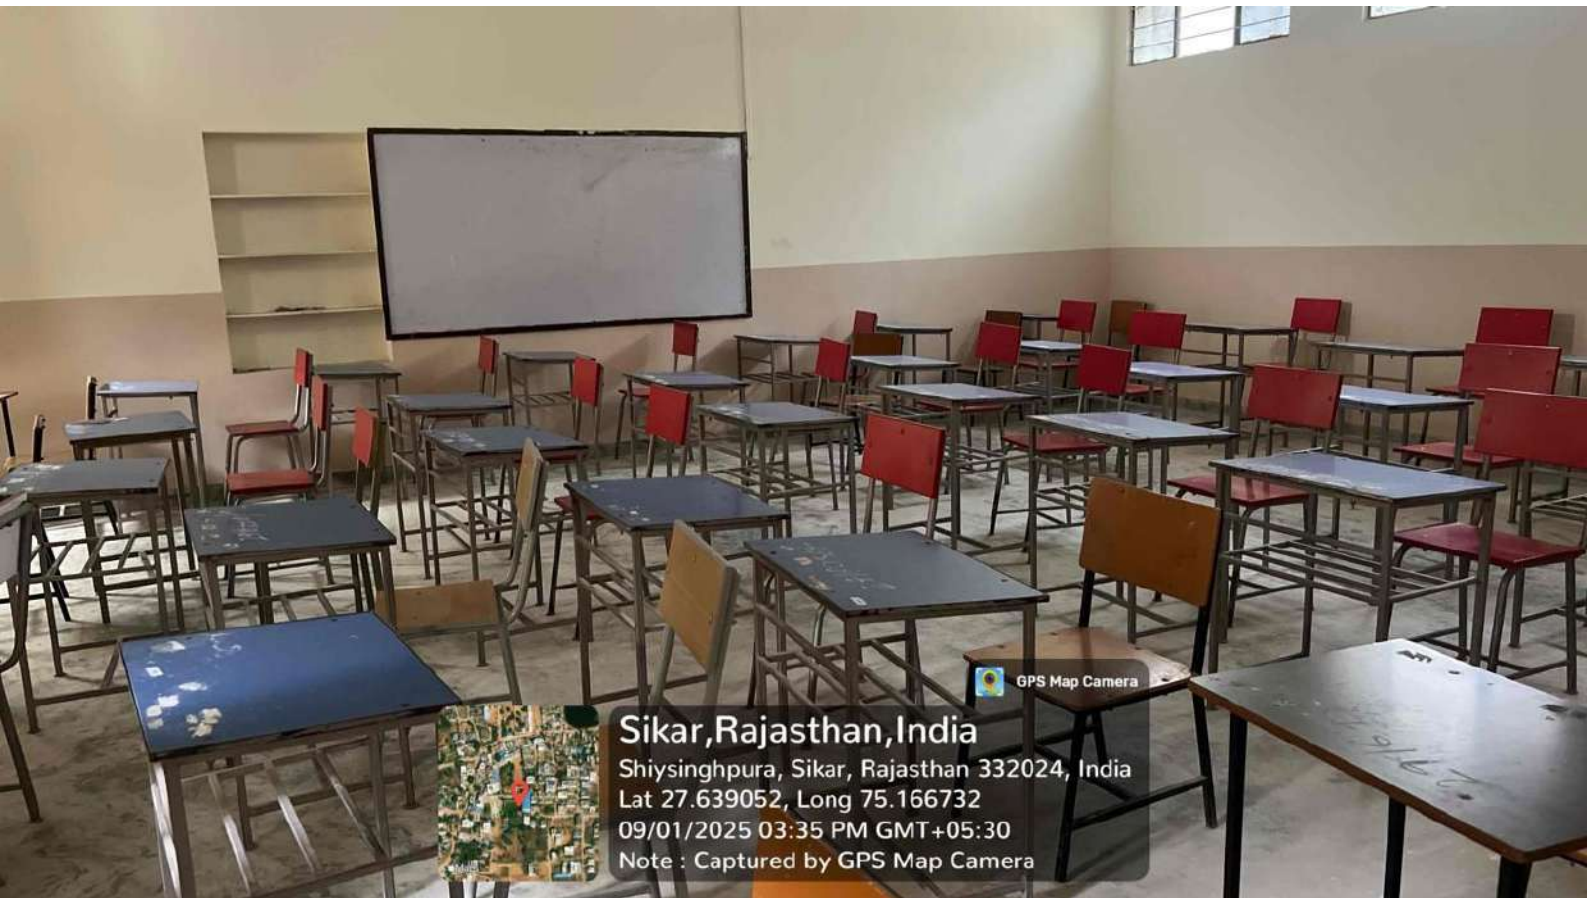 GPS Map Camera
Sikar,Rajasthan,India
Shiysinghpura, Sikar, Rajasthan 332024, India
Lat 27.639052, Long 75.166732
09/01/2025 03:35 PM GMT+05:30
Note : Captured by GPS Map Camera